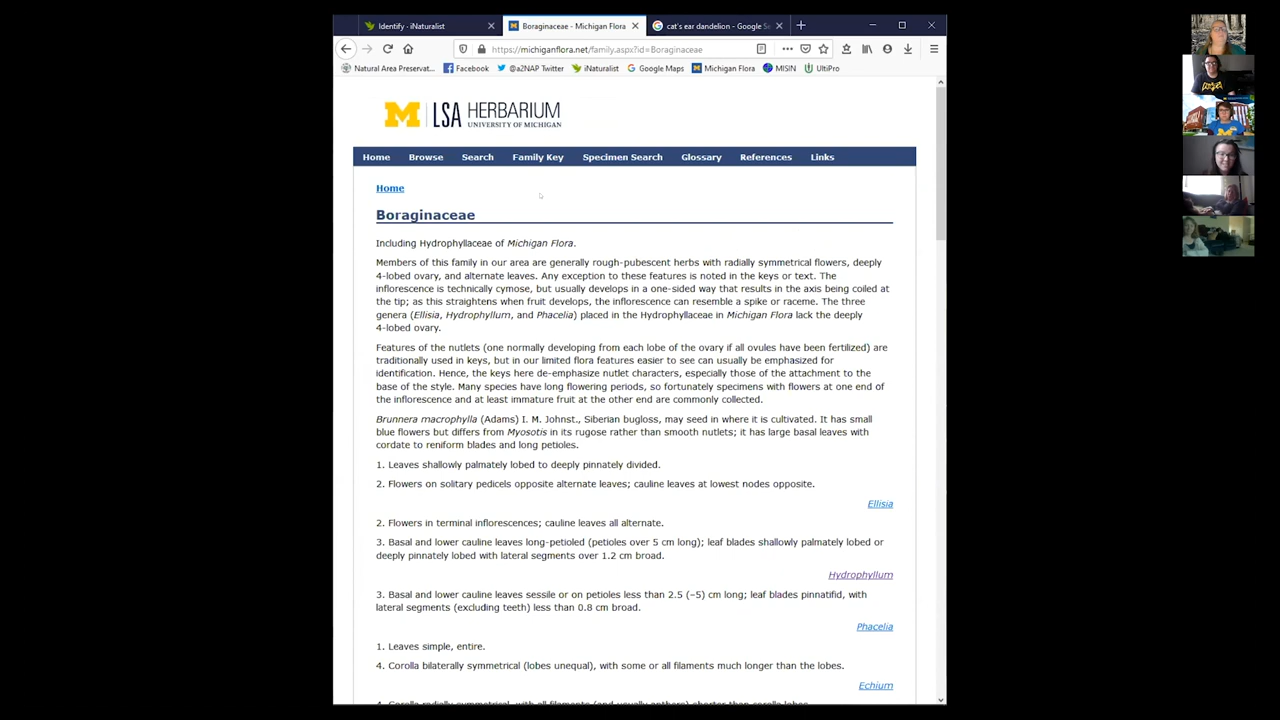 Identify · iNaturalist
Boraginaceae - Michigan Flora
cat's ear dandelion - Google Se
https://michiganflora.net/family.aspx?id=Boraginaceae
Natural Area Preservat...
Facebook
@a2NAP Twitter
iNaturalist
Google Maps
Michigan Flora
MISIN
UltiPro
M LSA HERBARIUM
UNIVERSITY OF MICHIGAN
Home Browse Search Family Key Specimen Search Glossary References Links
Home
Boraginaceae
Including Hydrophyllaceae of Michigan Flora.
Members of this family in our area are generally rough-pubescent herbs with radially symmetrical flowers, deeply
4-lobed ovary, and alternate leaves. Any exception to these features is noted in the keys or text. The
inflorescence is technically cymose, but usually develops in a one-sided way that results in the axis being coiled at
the tip; as this straightens when fruit develops, the inflorescence can resemble a spike or raceme. The three
genera (Ellisia, Hydrophyllum, and Phacelia) placed in the Hydrophyllaceae in Michigan Flora lack the deeply
4-lobed ovary.
Features of the nutlets (one normally developing from each lobe of the ovary if all ovules have been fertilized) are
traditionally used in keys, but in our limited flora features easier to see can usually be emphasized for
identification. Hence, the keys here de-emphasize nutlet characters, especially those of the attachment to the
base of the style. Many species have long flowering periods, so fortunately specimens with flowers at one end of
the inflorescence and at least immature fruit at the other end are commonly collected.
Brunnera macrophylla (Adams) I. M. Johnst., Siberian bugloss, may seed in where it is cultivated. It has small
blue flowers but differs from Myosotis in its rugose rather than smooth nutlets; it has large basal leaves with
cordate to reniform blades and long petioles.
1. Leaves shallowly palmately lobed to deeply pinnately divided.
2. Flowers on solitary pedicels opposite alternate leaves; cauline leaves at lowest nodes opposite.
Ellisia
2. Flowers in terminal inflorescences; cauline leaves all alternate.
3. Basal and lower cauline leaves long-petioled (petioles over 5 cm long); leaf blades shallowly palmately lobed or
deeply pinnately lobed with lateral segments over 1.2 cm broad.
Hydrophyllum
3. Basal and lower cauline leaves sessile or on petioles less than 2.5 (–5) cm long; leaf blades pinnatifid, with
lateral segments (excluding teeth) less than 0.8 cm broad.
Phacelia
1. Leaves simple, entire.
4. Corolla bilaterally symmetrical (lobes unequal), with some or all filaments much longer than the lobes.
Echium
4. Corolla radially symmetrical, with all filaments (and usually anthers) shorter than corolla lobes.